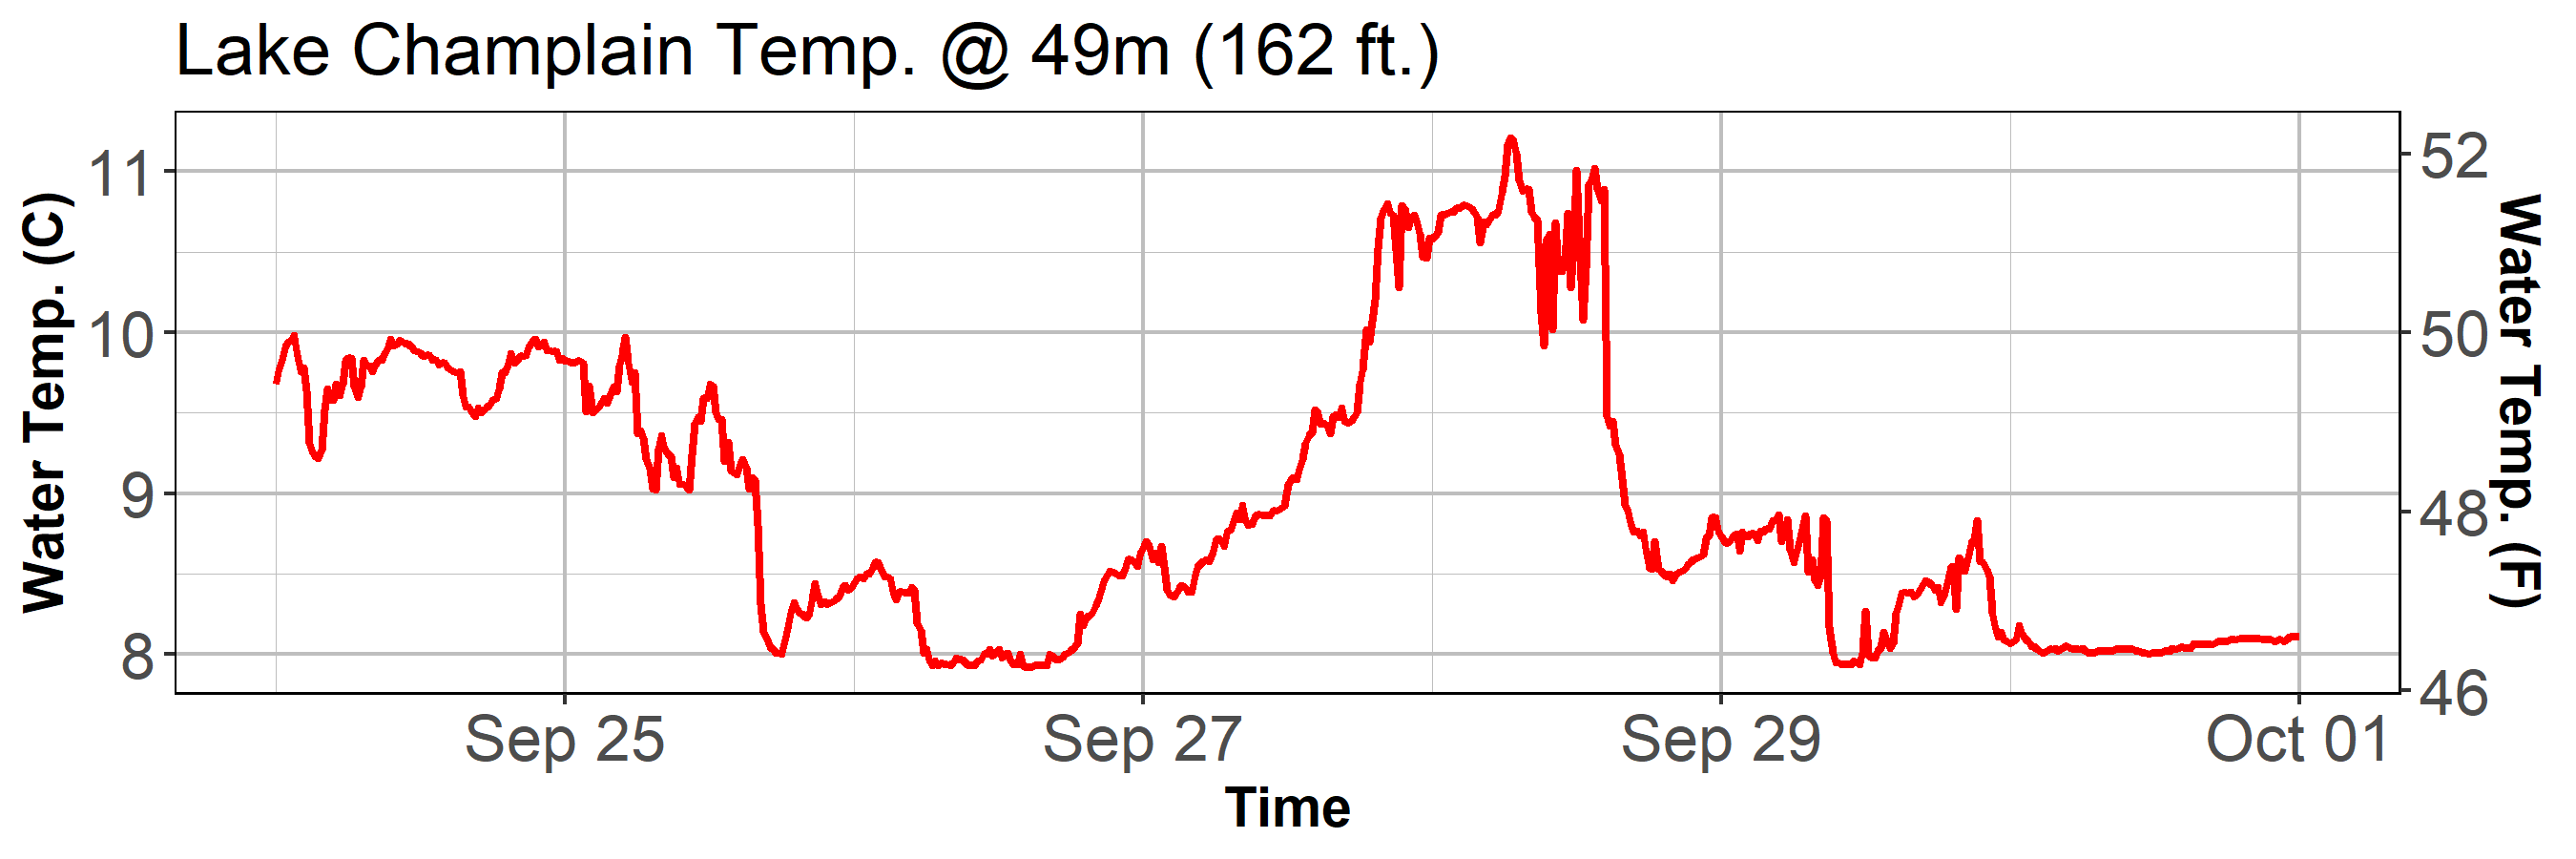 Lake Champlain Temp. @ 49m (162 ft.)
Water Temp. (C)
11
10
9
8
52
50
48
46
Water Temp. (F)
Sep 25
Sep 27
Sep 29
Oct 01
Time